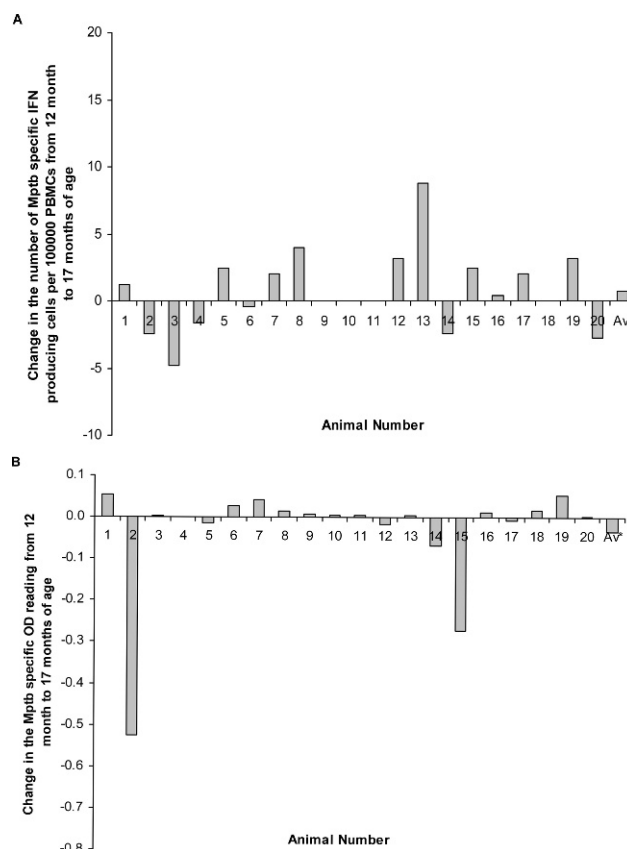 A
Change in the number of Mptb specific IFN
producing cells per 100000 PBMCs from 12 month
to 17 months of age
20
15
10
5
0
-5
-10
1 2 3 4 5 6 7 8 9 10 11 12 13 14 15 16 17 18 19 20 Av
Animal Number
B
Change in the Mptb specific OD reading from 12
month to 17 months of age
0.1
0.0
-0.1
-0.2
-0.3
-0.4
-0.5
-0.6
-0.7
-0.8
1 2 3 4 5 6 7 8 9 10 11 12 13 14 15 16 17 18 19 20 Av*
Animal Number